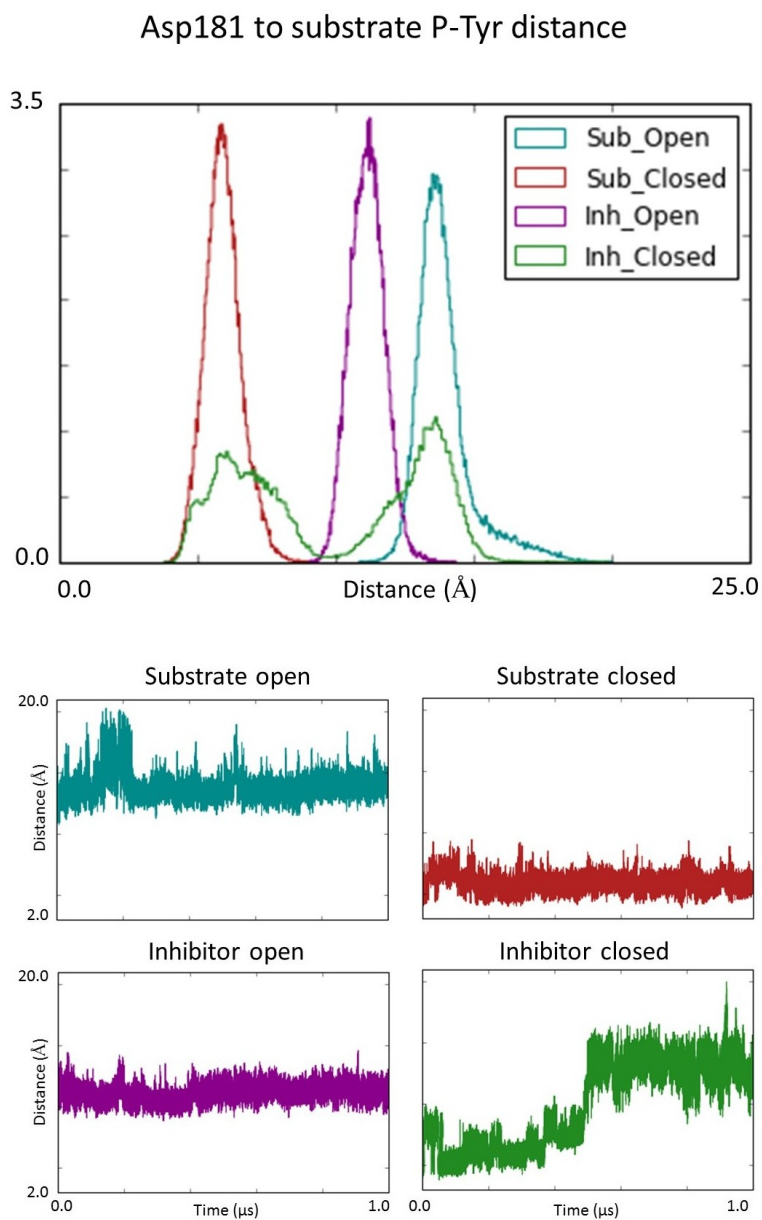 Asp181 to substrate P-Tyr distance
3.5
Sub_Open
Sub_Closed
Inh_Open
Inh_Closed
0.0
0.0
Distance (Å)
25.0
Substrate open
Substrate closed
20.0
Distance (Å)
2.0
Inhibitor open
Inhibitor closed
20.0
Distance (Å)
2.0
0.0
Time (μs)
1.0
0.0
Time (μs)
1.0